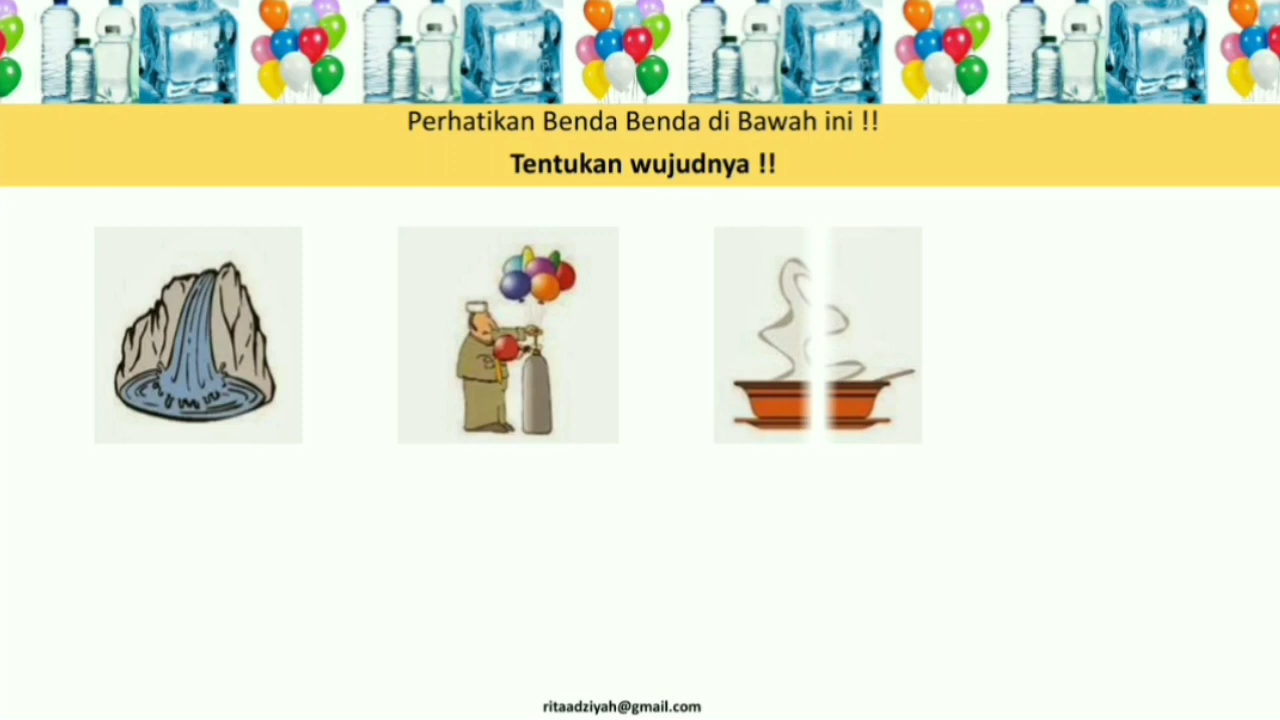 Perhatikan Benda Benda di Bawah ini !!
Tentukan wujudnya !!
ritaadziyah@gmail.com